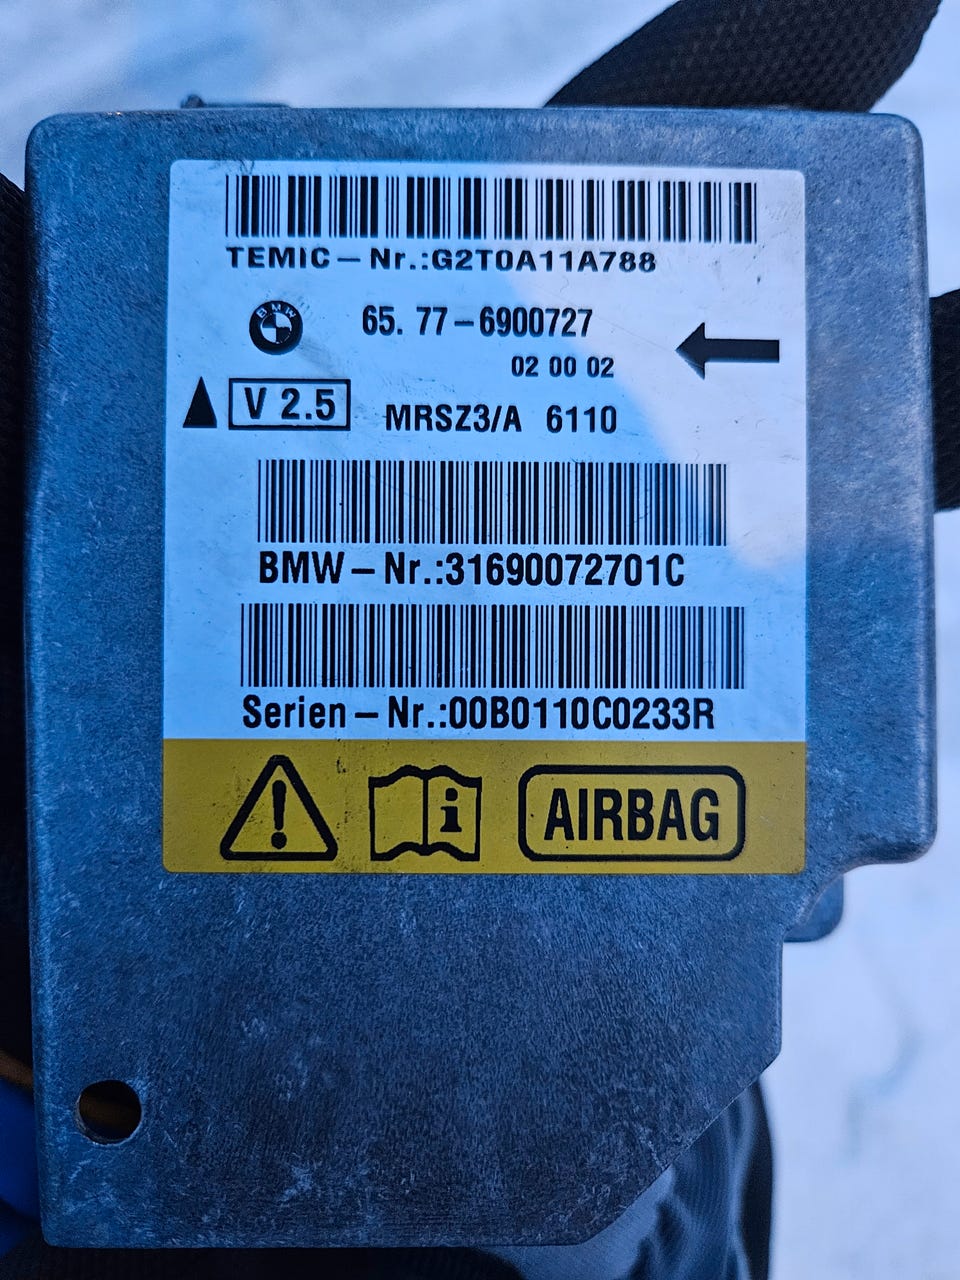 TEMIC – Nr.:G2T0A11A788
BMW
65. 77 – 6900727
02 00 02
V 2.5
MRSZ3/A 6110
BMW – Nr.:31690072701C
Serien – Nr.:00B0110C0233R
! i AIRBAG